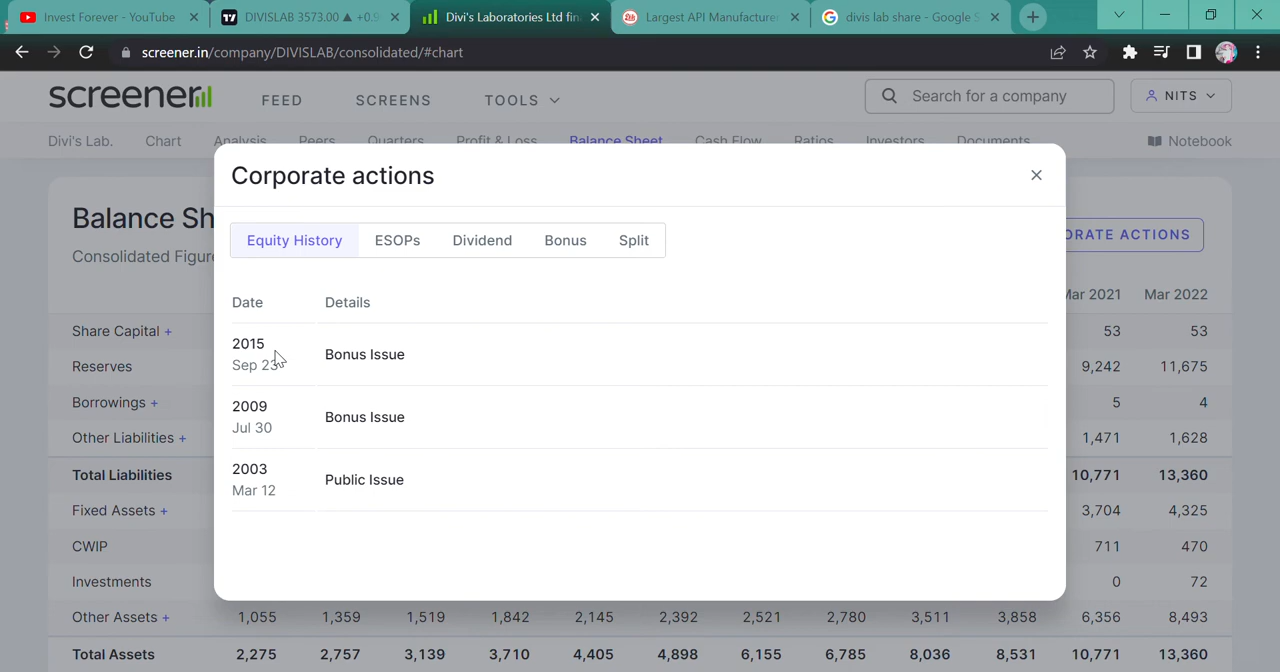 Invest Forever - YouTube
DIVISLAB 3573.00 ▲ +0.9
Divi's Laboratories Ltd fin
Largest API Manufacturer
divis lab share - Google S
screener.in/company/DIVISLAB/consolidated/#chart
screener
FEED SCREENS TOOLS
Search for a company
NITS
Divi's Lab. Chart Analysis Peers Quarters Profit & Loss Balance Sheet Cash Flow Ratios Investors Documents Notebook
Corporate actions
Balance Sh
Consolidated Figure
ORATE ACTIONS
Equity History ESOPs Dividend Bonus Split
Mar 2021 Mar 2022
Date Details
Share Capital + 53 53
2015
Sep 23
Bonus Issue
Reserves 9,242 11,675
Borrowings + 5 4
2009
Jul 30
Bonus Issue
Other Liabilities + 1,471 1,628
Total Liabilities 10,771 13,360
2003
Mar 12
Public Issue
Fixed Assets + 3,704 4,325
CWIP 711 470
Investments 0 72
Other Assets + 1,055 1,359 1,519 1,842 2,145 2,392 2,521 2,780 3,511 3,858 6,356 8,493
Total Assets 2,275 2,757 3,139 3,710 4,405 4,898 6,155 6,785 8,036 8,531 10,771 13,360